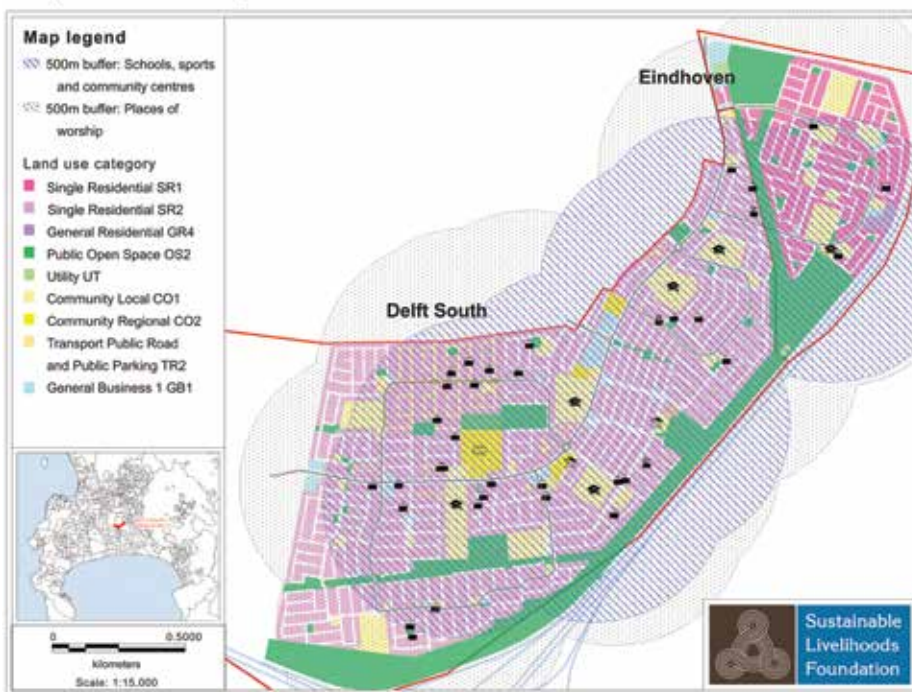 Map legend
500m buffer: Schools, sports
and community centres
500m buffer: Places of
worship
Land use category
Single Residential SR1
Single Residential SR2
General Residential GR4
Public Open Space OS2
Utility UT
Community Local CO1
Community Regional CO2
Transport Public Road
and Public Parking TR2
General Business 1 GB1
Eindhoven
Delft South
0 0.5000
kilometers
Scale: 1:15.000
Sustainable
Livelihoods
Foundation